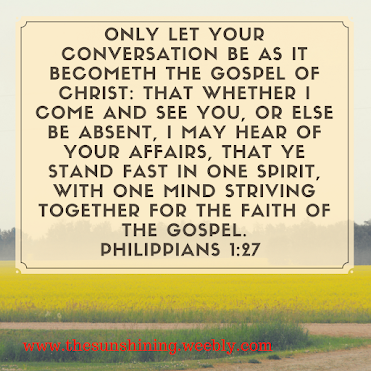 ONLY LET YOUR
CONVERSATION BE AS IT
BECOMETH THE GOSPEL OF
CHRIST: THAT WHETHER I
COME AND SEE YOU, OR ELSE
BE ABSENT, I MAY HEAR OF
YOUR AFFAIRS, THAT YE
STAND FAST IN ONE SPIRIT,
WITH ONE MIND STRIVING
TOGETHER FOR THE FAITH OF
THE GOSPEL.
PHILIPPIANS 1:27
www.thesunshining.weebly.com